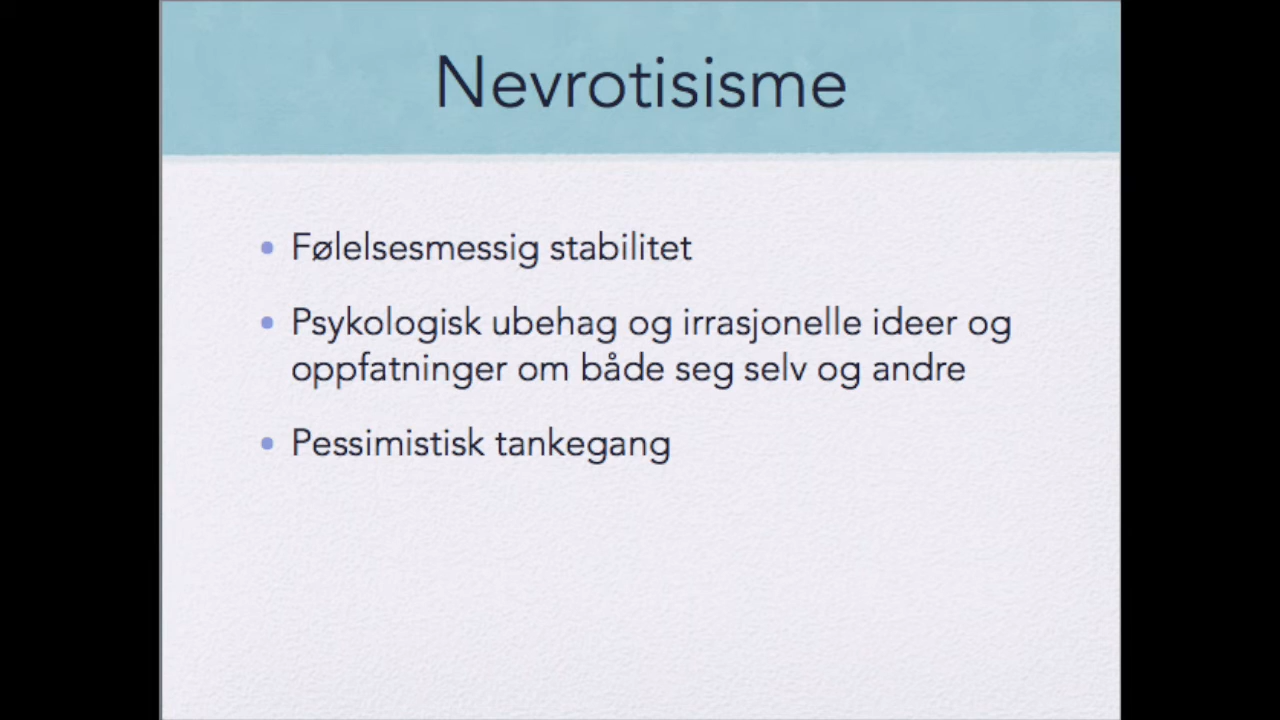 Nevrotisisme
• Følelsesmessig stabilitet
• Psykologisk ubehag og irrasjonelle ideer og
oppfatninger om både seg selv og andre
• Pessimistisk tankegang